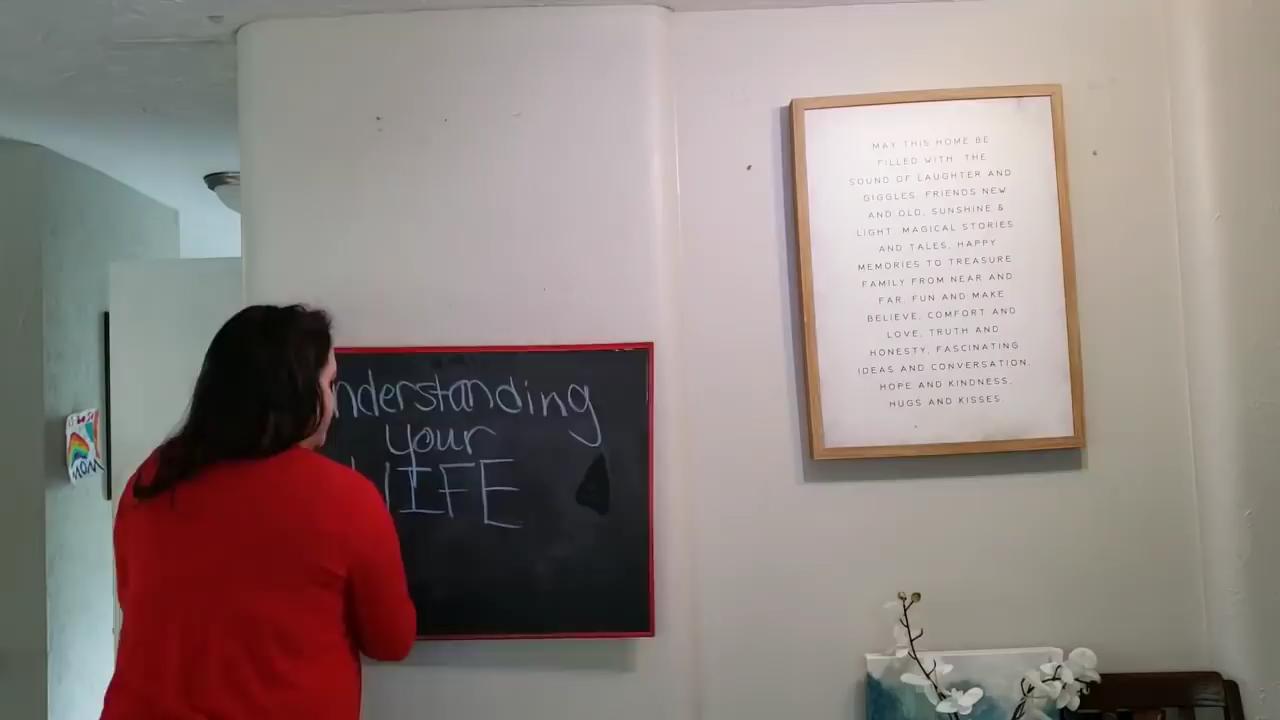 nderstanding
your
LIFE
MAY THIS HOME BE
FILLED WITH THE
SOUND OF LAUGHTER AND
GIGGLES, FRIENDS NEW
AND OLD, SUNSHINE &
LIGHT, MAGICAL STORIES
AND TALES, HAPPY
MEMORIES TO TREASURE
FAMILY FROM NEAR AND
FAR, FUN AND MAKE
BELIEVE, COMFORT AND
LOVE, TRUTH AND
HONESTY, FASCINATING
IDEAS AND CONVERSATION,
HOPE AND KINDNESS,
HUGS AND KISSES.
MOM